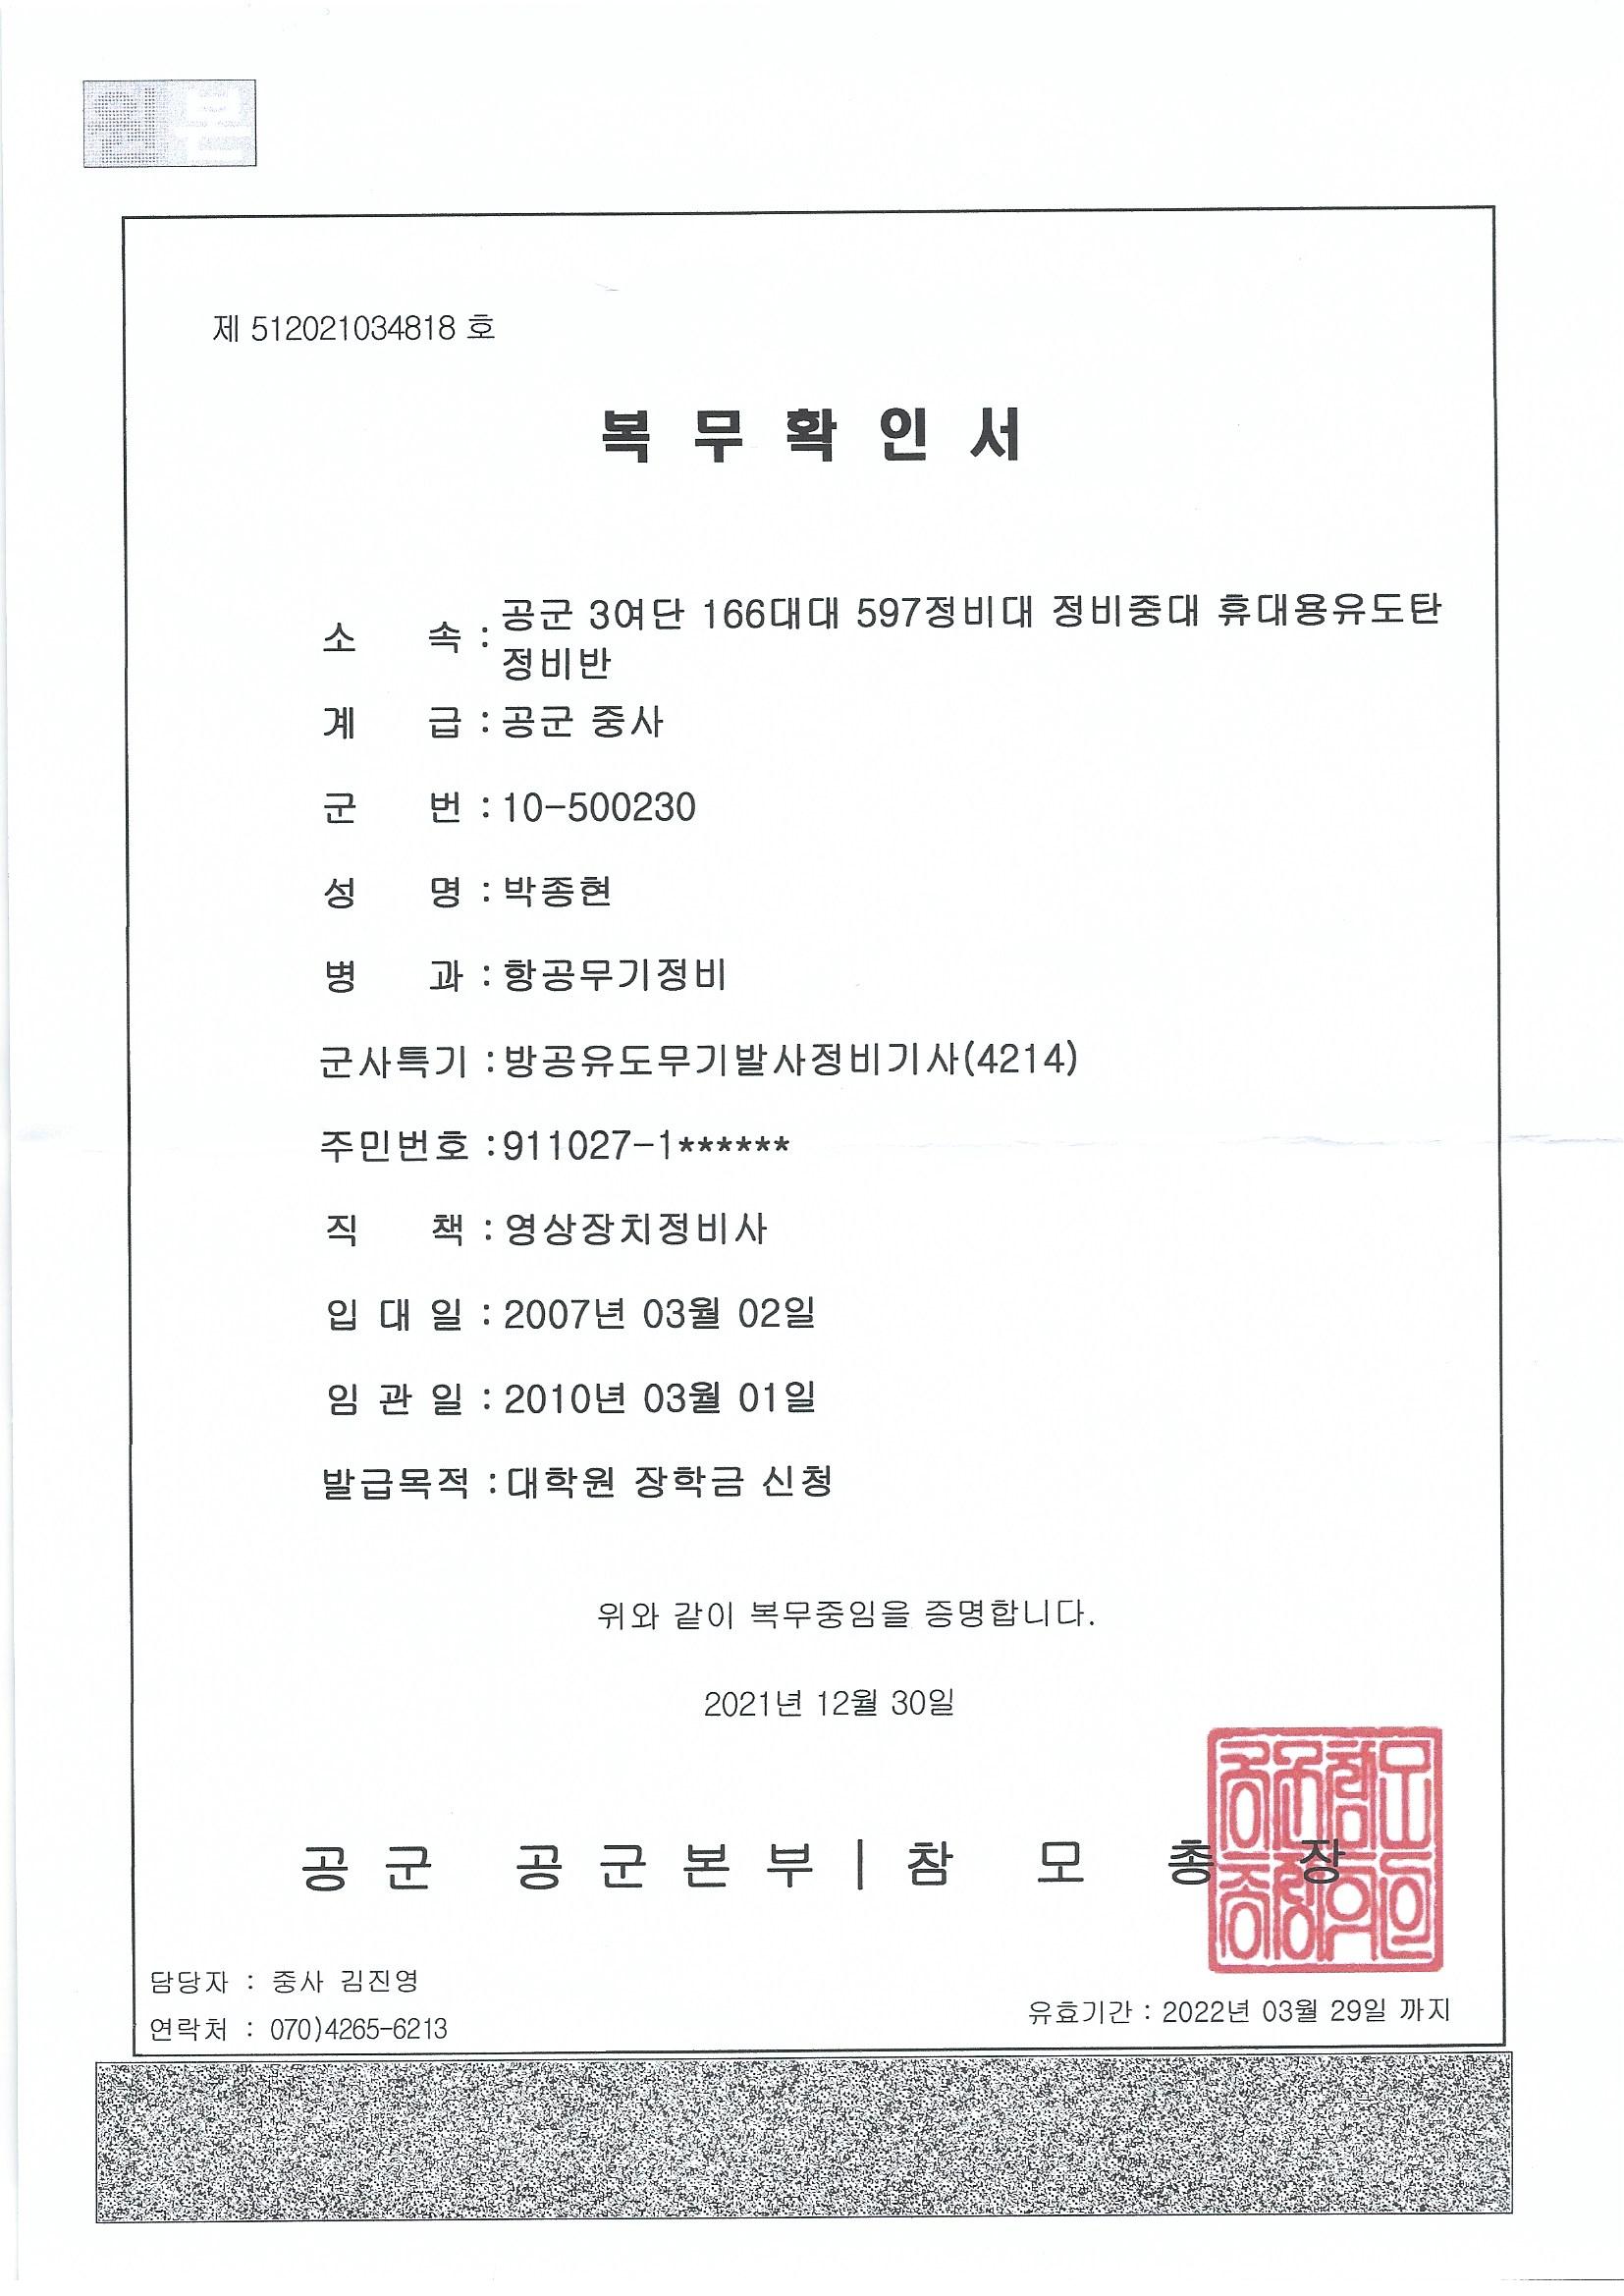 원본
제 512021034818 호
복 무 확 인 서
소 속 : 공군 3여단 166대대 597정비대 정비중대 휴대용유도탄
정비반
계 급 : 공군 중사
군 번 : 10-500230
성 명 : 박종현
병 과 : 항공무기정비
군사특기 : 방공유도무기발사정비기사(4214)
주민번호 : 911027-1******
직 책 : 영상장치정비사
입 대 일 : 2007년 03월 02일
임 관 일 : 2010년 03월 01일
발급목적 : 대학원 장학금 신청
위와 같이 복무중임을 증명합니다.
2021년 12월 30일
공 군 공 군 본 부 | 참 모 총 장
담당자 : 중사 김진영
연락처 : 070)4265-6213
유효기간 : 2022년 03월 29일 까지